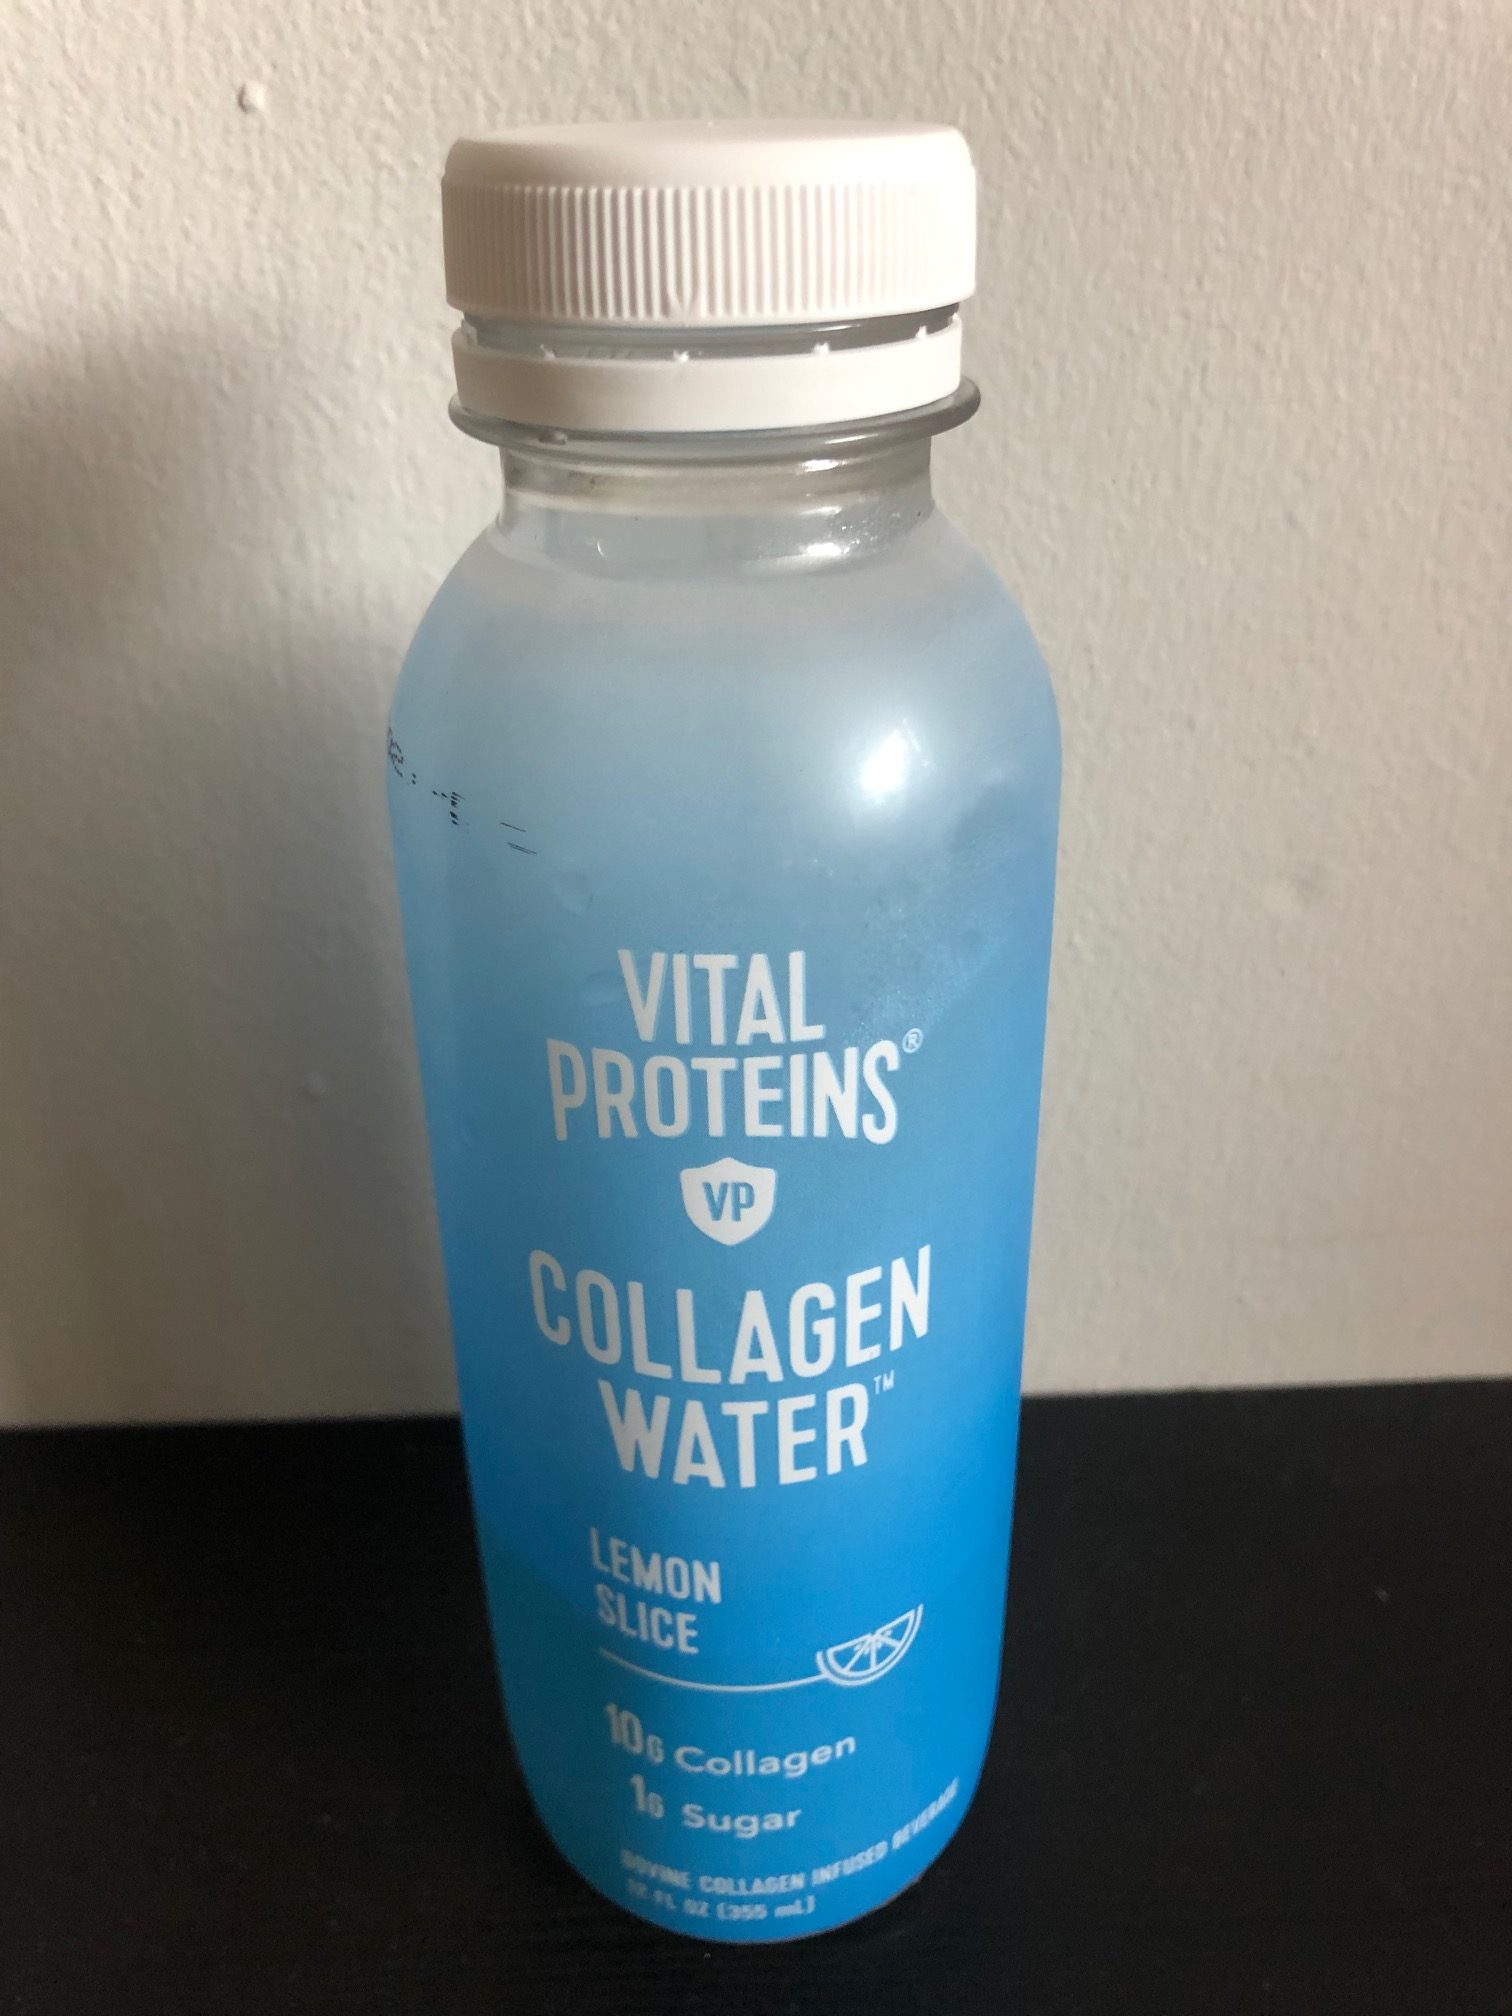 VITAL
PROTEINS®
VP
COLLAGEN
WATER™
LEMON
SLICE
10G Collagen
1G Sugar
BOVINE COLLAGEN INFUSED BEVERAGE
12 FL OZ (355 mL)